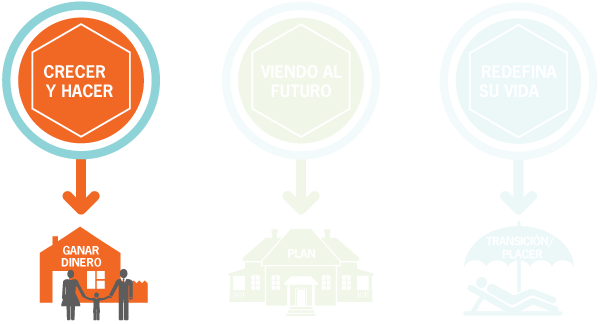 CRECER
Y HACER
VIENDO AL
FUTURO
REDEFINA
SU VIDA
GANAR
DINERO
PLAN
TRANSICIÓN/
PLACER